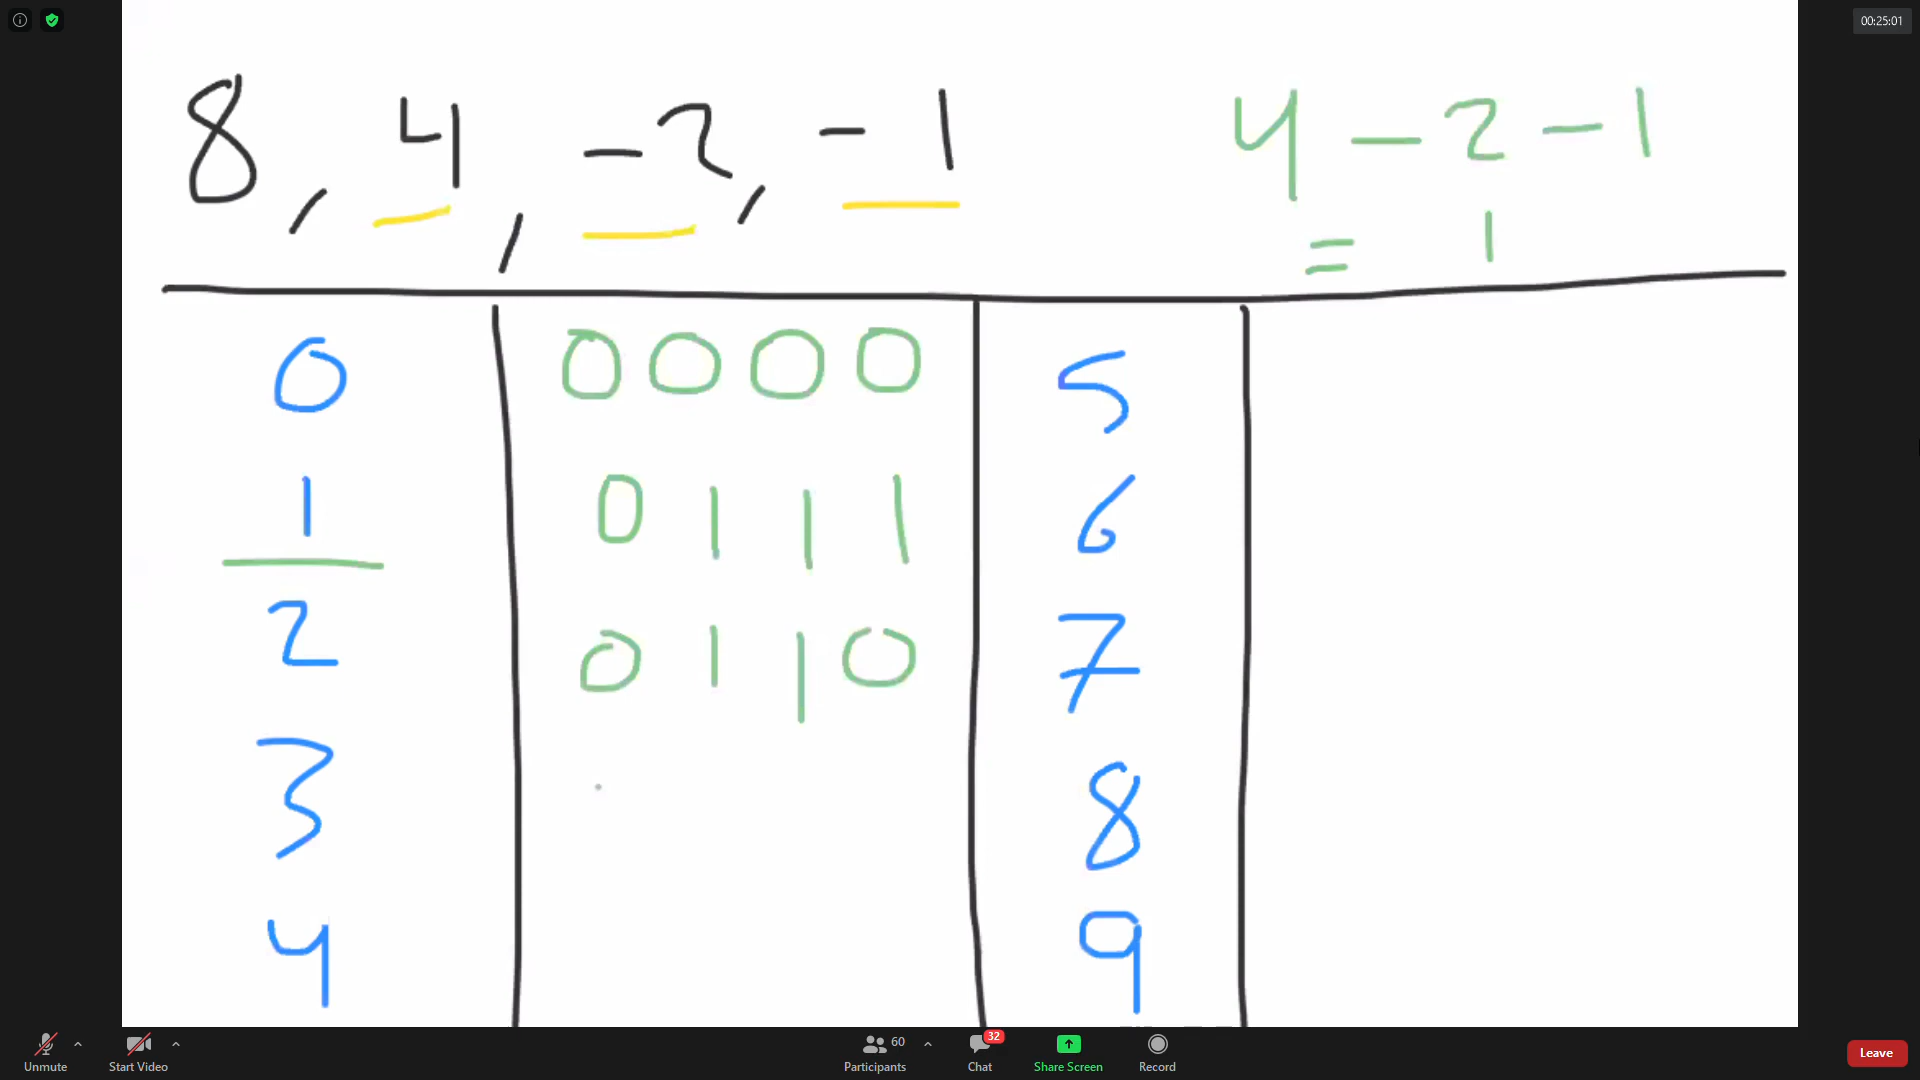 00:25:01
8, 4, -2, -1
4 - 2 - 1
= 1
0 0000 5
1 0111 6
2 0110 7
3 8
4 9
Unmute Start Video 60 Participants 32 Chat Share Screen Record Leave